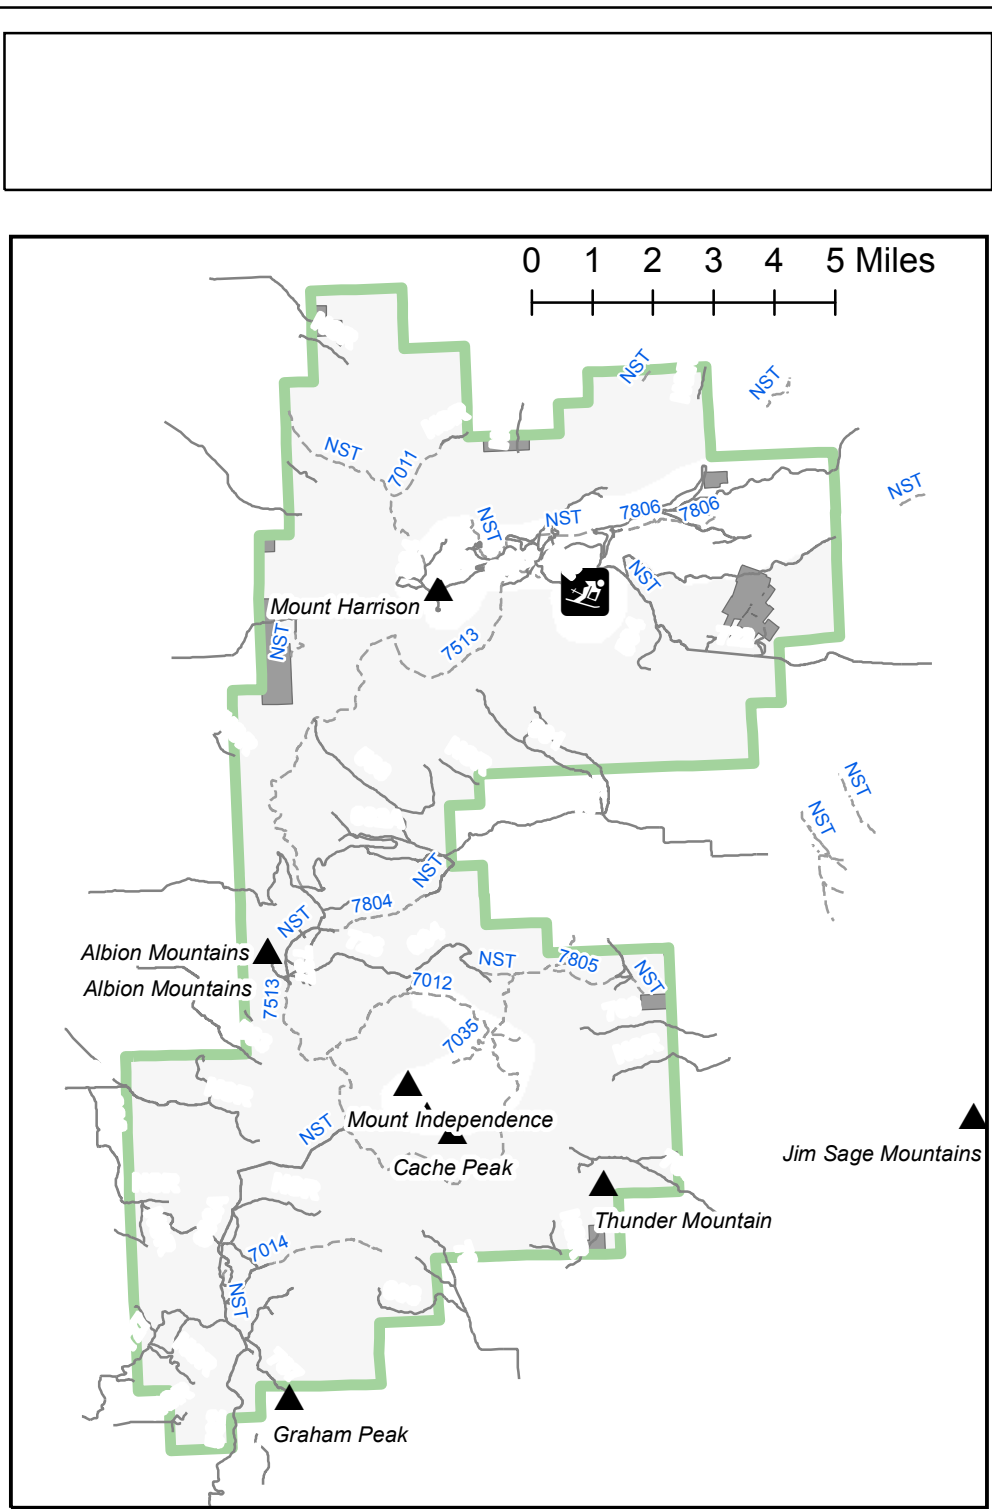 0 1 2 3 4 5 Miles
NST
NST
NST
7011
NST
NST
NST
7806
7806
NST
Mount Harrison
NST
7513
NST
NST
NST
NST
7804
NST
Albion Mountains
NST
7805
Albion Mountains
7513
7012
NST
7035
Mount Independence
NST
Cache Peak
Jim Sage Mountains
Thunder Mountain
7014
NST
Graham Peak